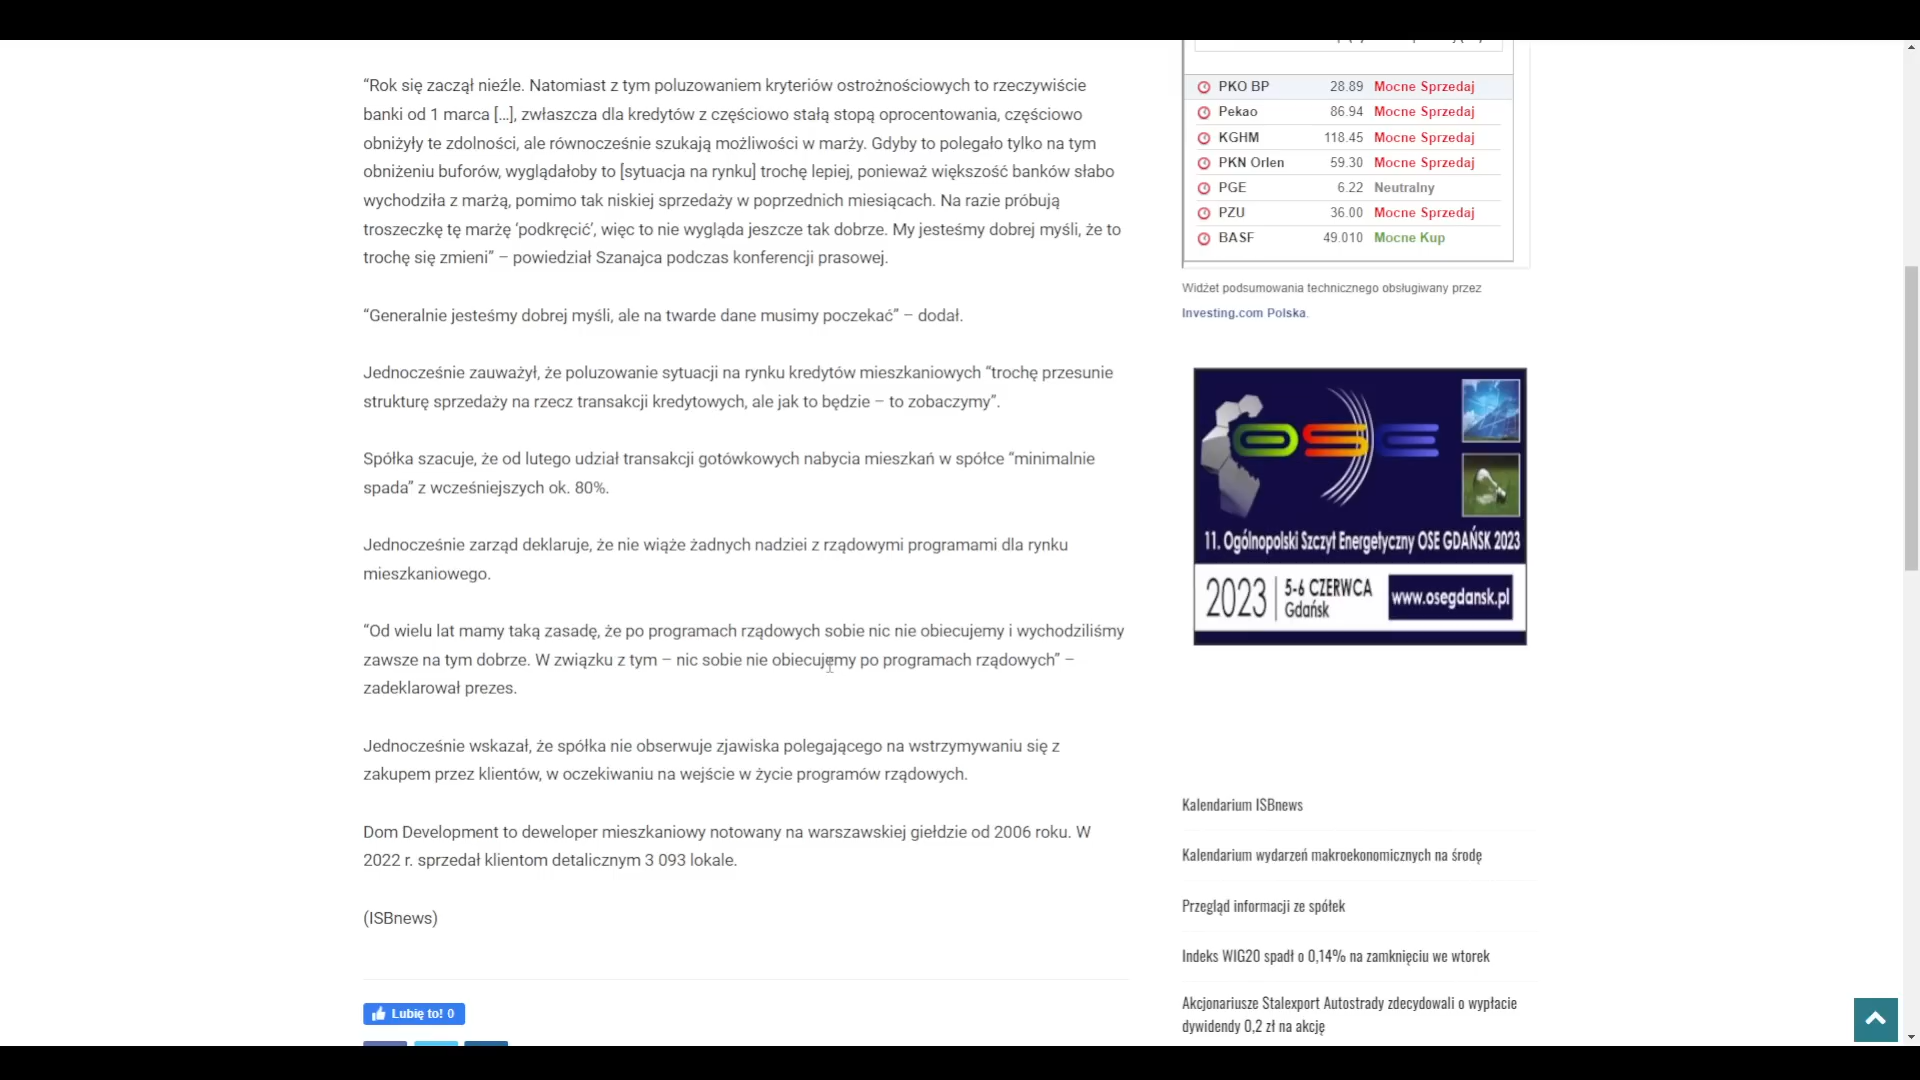 “Rok się zaczął nieźle. Natomiast z tym poluzowaniem kryteriów ostrożnościowych to rzeczywiście
banki od 1 marca […], zwłaszcza dla kredytów z częściowo stałą stopą oprocentowania, częściowo
obniżyły te zdolności, ale równocześnie szukają możliwości w marży. Gdyby to polegało tylko na tym
obniżeniu buforów, wyglądałoby to [sytuacja na rynku] trochę lepiej, ponieważ większość banków słabo
wychodziła z marżą, pomimo tak niskiej sprzedaży w poprzednich miesiącach. Na razie próbują
troszeczkę tę marżę ‘podkręcić’, więc to nie wygląda jeszcze tak dobrze. My jesteśmy dobrej myśli, że to
trochę się zmieni” – powiedział Szanajca podczas konferencji prasowej.
“Generalnie jesteśmy dobrej myśli, ale na twarde dane musimy poczekać” – dodał.
Jednocześnie zauważył, że poluzowanie sytuacji na rynku kredytów mieszkaniowych “trochę przesunie
strukturę sprzedaży na rzecz transakcji kredytowych, ale jak to będzie – to zobaczymy”.
Spółka szacuje, że od lutego udział transakcji gotówkowych nabycia mieszkań w spółce “minimalnie
spada” z wcześniejszych ok. 80%.
Jednocześnie zarząd deklaruje, że nie wiąże żadnych nadziei z rządowymi programami dla rynku
mieszkaniowego.
“Od wielu lat mamy taką zasadę, że po programach rządowych sobie nic nie obiecujemy i wychodziliśmy
zawsze na tym dobrze. W związku z tym – nic sobie nie obiecujemy po programach rządowych” –
zadeklarował prezes.
Jednocześnie wskazał, że spółka nie obserwuje zjawiska polegającego na wstrzymywaniu się z
zakupem przez klientów, w oczekiwaniu na wejście w życie programów rządowych.
Dom Development to deweloper mieszkaniowy notowany na warszawskiej giełdzie od 2006 roku. W
2022 r. sprzedał klientom detalicznym 3 093 lokale.
(ISBnews)
Lubię to! 0
PKO BP 28.89 Mocne Sprzedaj
Pekao 86.94 Mocne Sprzedaj
KGHM 118.45 Mocne Sprzedaj
PKN Orlen 59.30 Mocne Sprzedaj
PGE 6.22 Neutralny
PZU 36.00 Mocne Sprzedaj
BASF 49.010 Mocne Kup
Widżet podsumowania technicznego obsługiwany przez
Investing.com Polska.
OSE
11. Ogólnopolski Szczyt Energetyczny OSE GDAŃSK 2023
2023 5-6 CZERWCA
Gdańsk
www.osegdansk.pl
Kalendarium ISBnews
Kalendarium wydarzeń makroekonomicznych na środę
Przegląd informacji ze spółek
Indeks WIG20 spadł o 0,14% na zamknięciu we wtorek
Akcjonariusze Stalexport Autostrady zdecydowali o wypłacie
dywidendy 0,2 zł na akcję